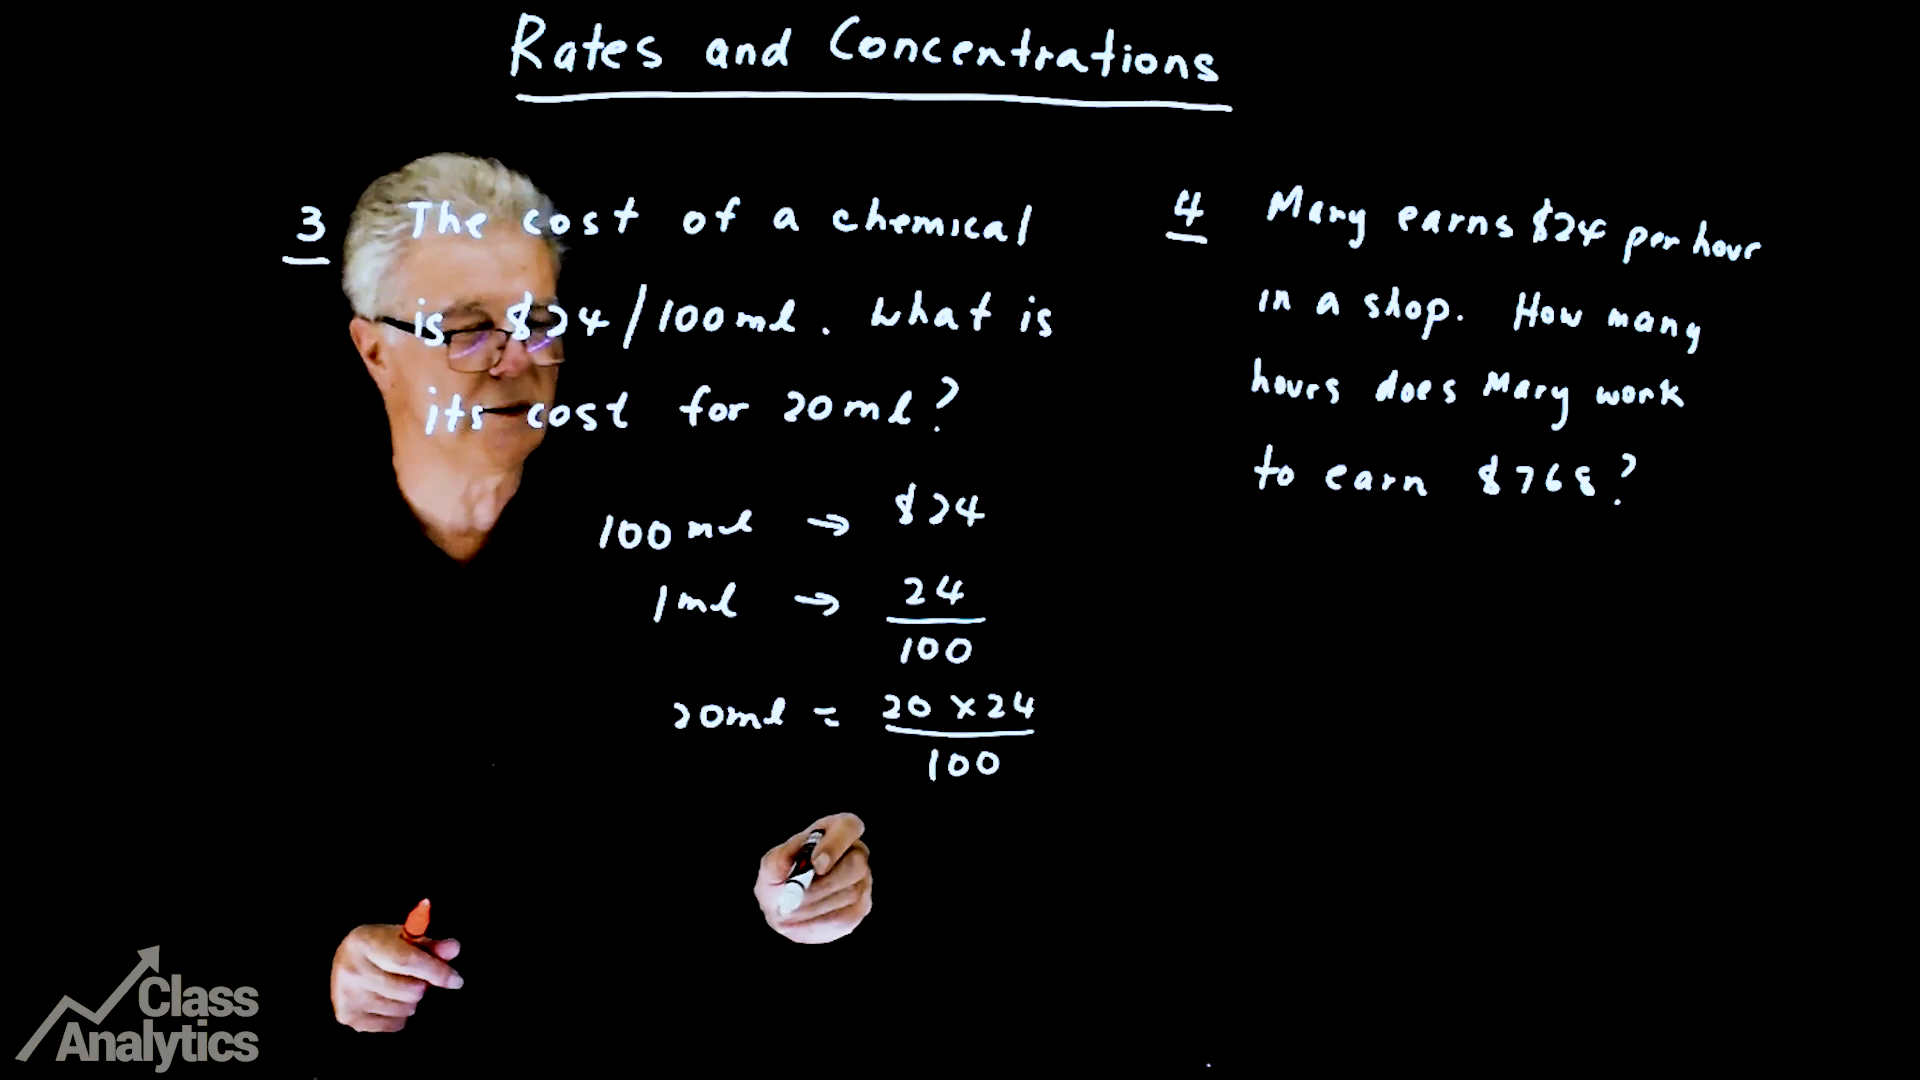 Rates and Concentrations
3 The cost of a chemical
is $24/100ml. What is
its cost for 20ml?
100ml → $24
1ml → 24
100
20ml = 20 × 24
100
4 Mary earns $24 per hour
in a shop. How many
hours does Mary work
to earn $768?
Class
Analytics